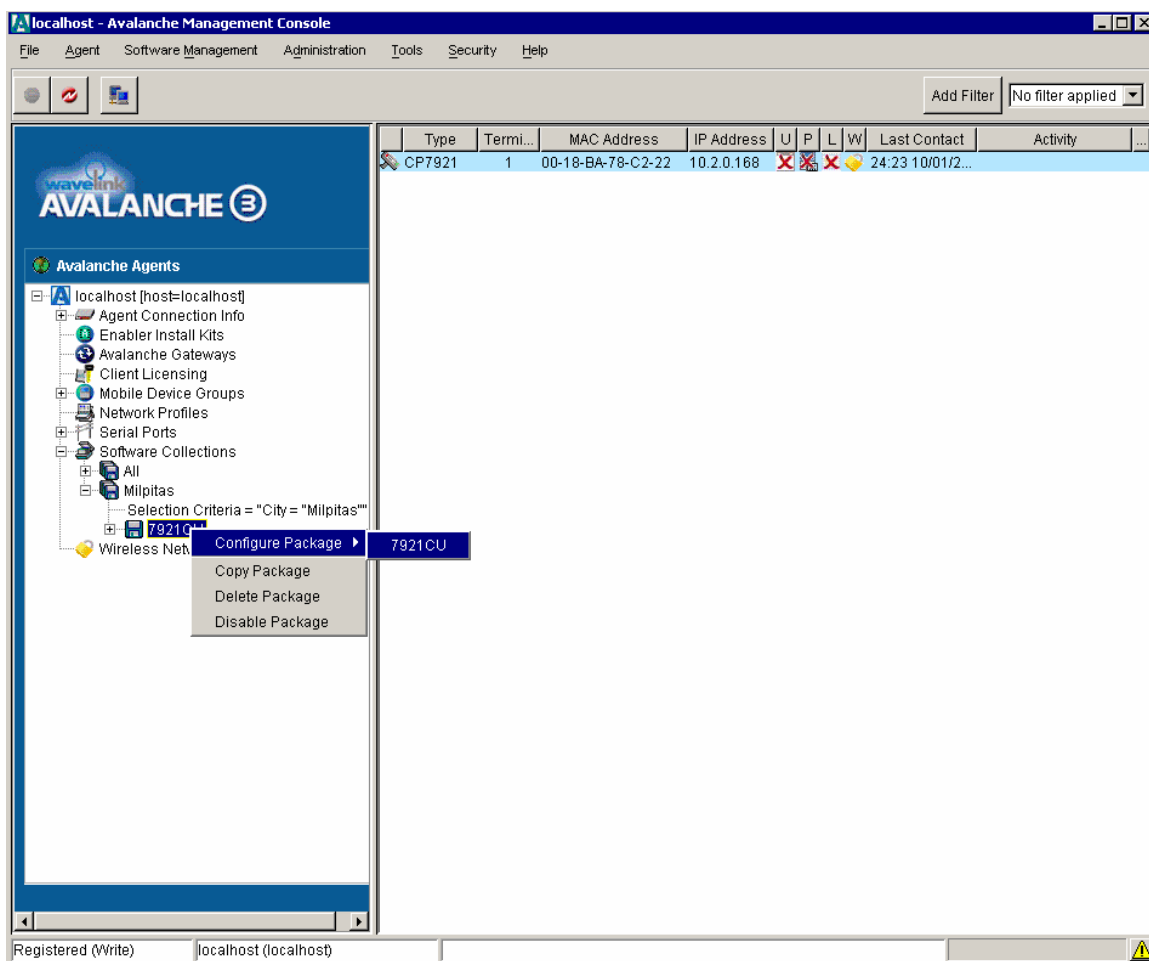 localhost - Avalanche Management Console
File Agent Software Management Administration Tools Security Help
Add Filter No filter applied
Type Termi... MAC Address IP Address U P L W Last Contact Activity ...
CP7921 1 00-18-BA-78-C2-22 10.2.0.168 24:23 10/01/2...
wavelink
AVALANCHE 3
Avalanche Agents
localhost [host=localhost]
Agent Connection Info
Enabler Install Kits
Avalanche Gateways
Client Licensing
Mobile Device Groups
Network Profiles
Serial Ports
Software Collections
All
Milpitas
Selection Criteria = "City = "Milpitas""
7921CU
Wireless Netw
Configure Package 7921CU
Copy Package
Delete Package
Disable Package
Registered (Write) localhost (localhost)